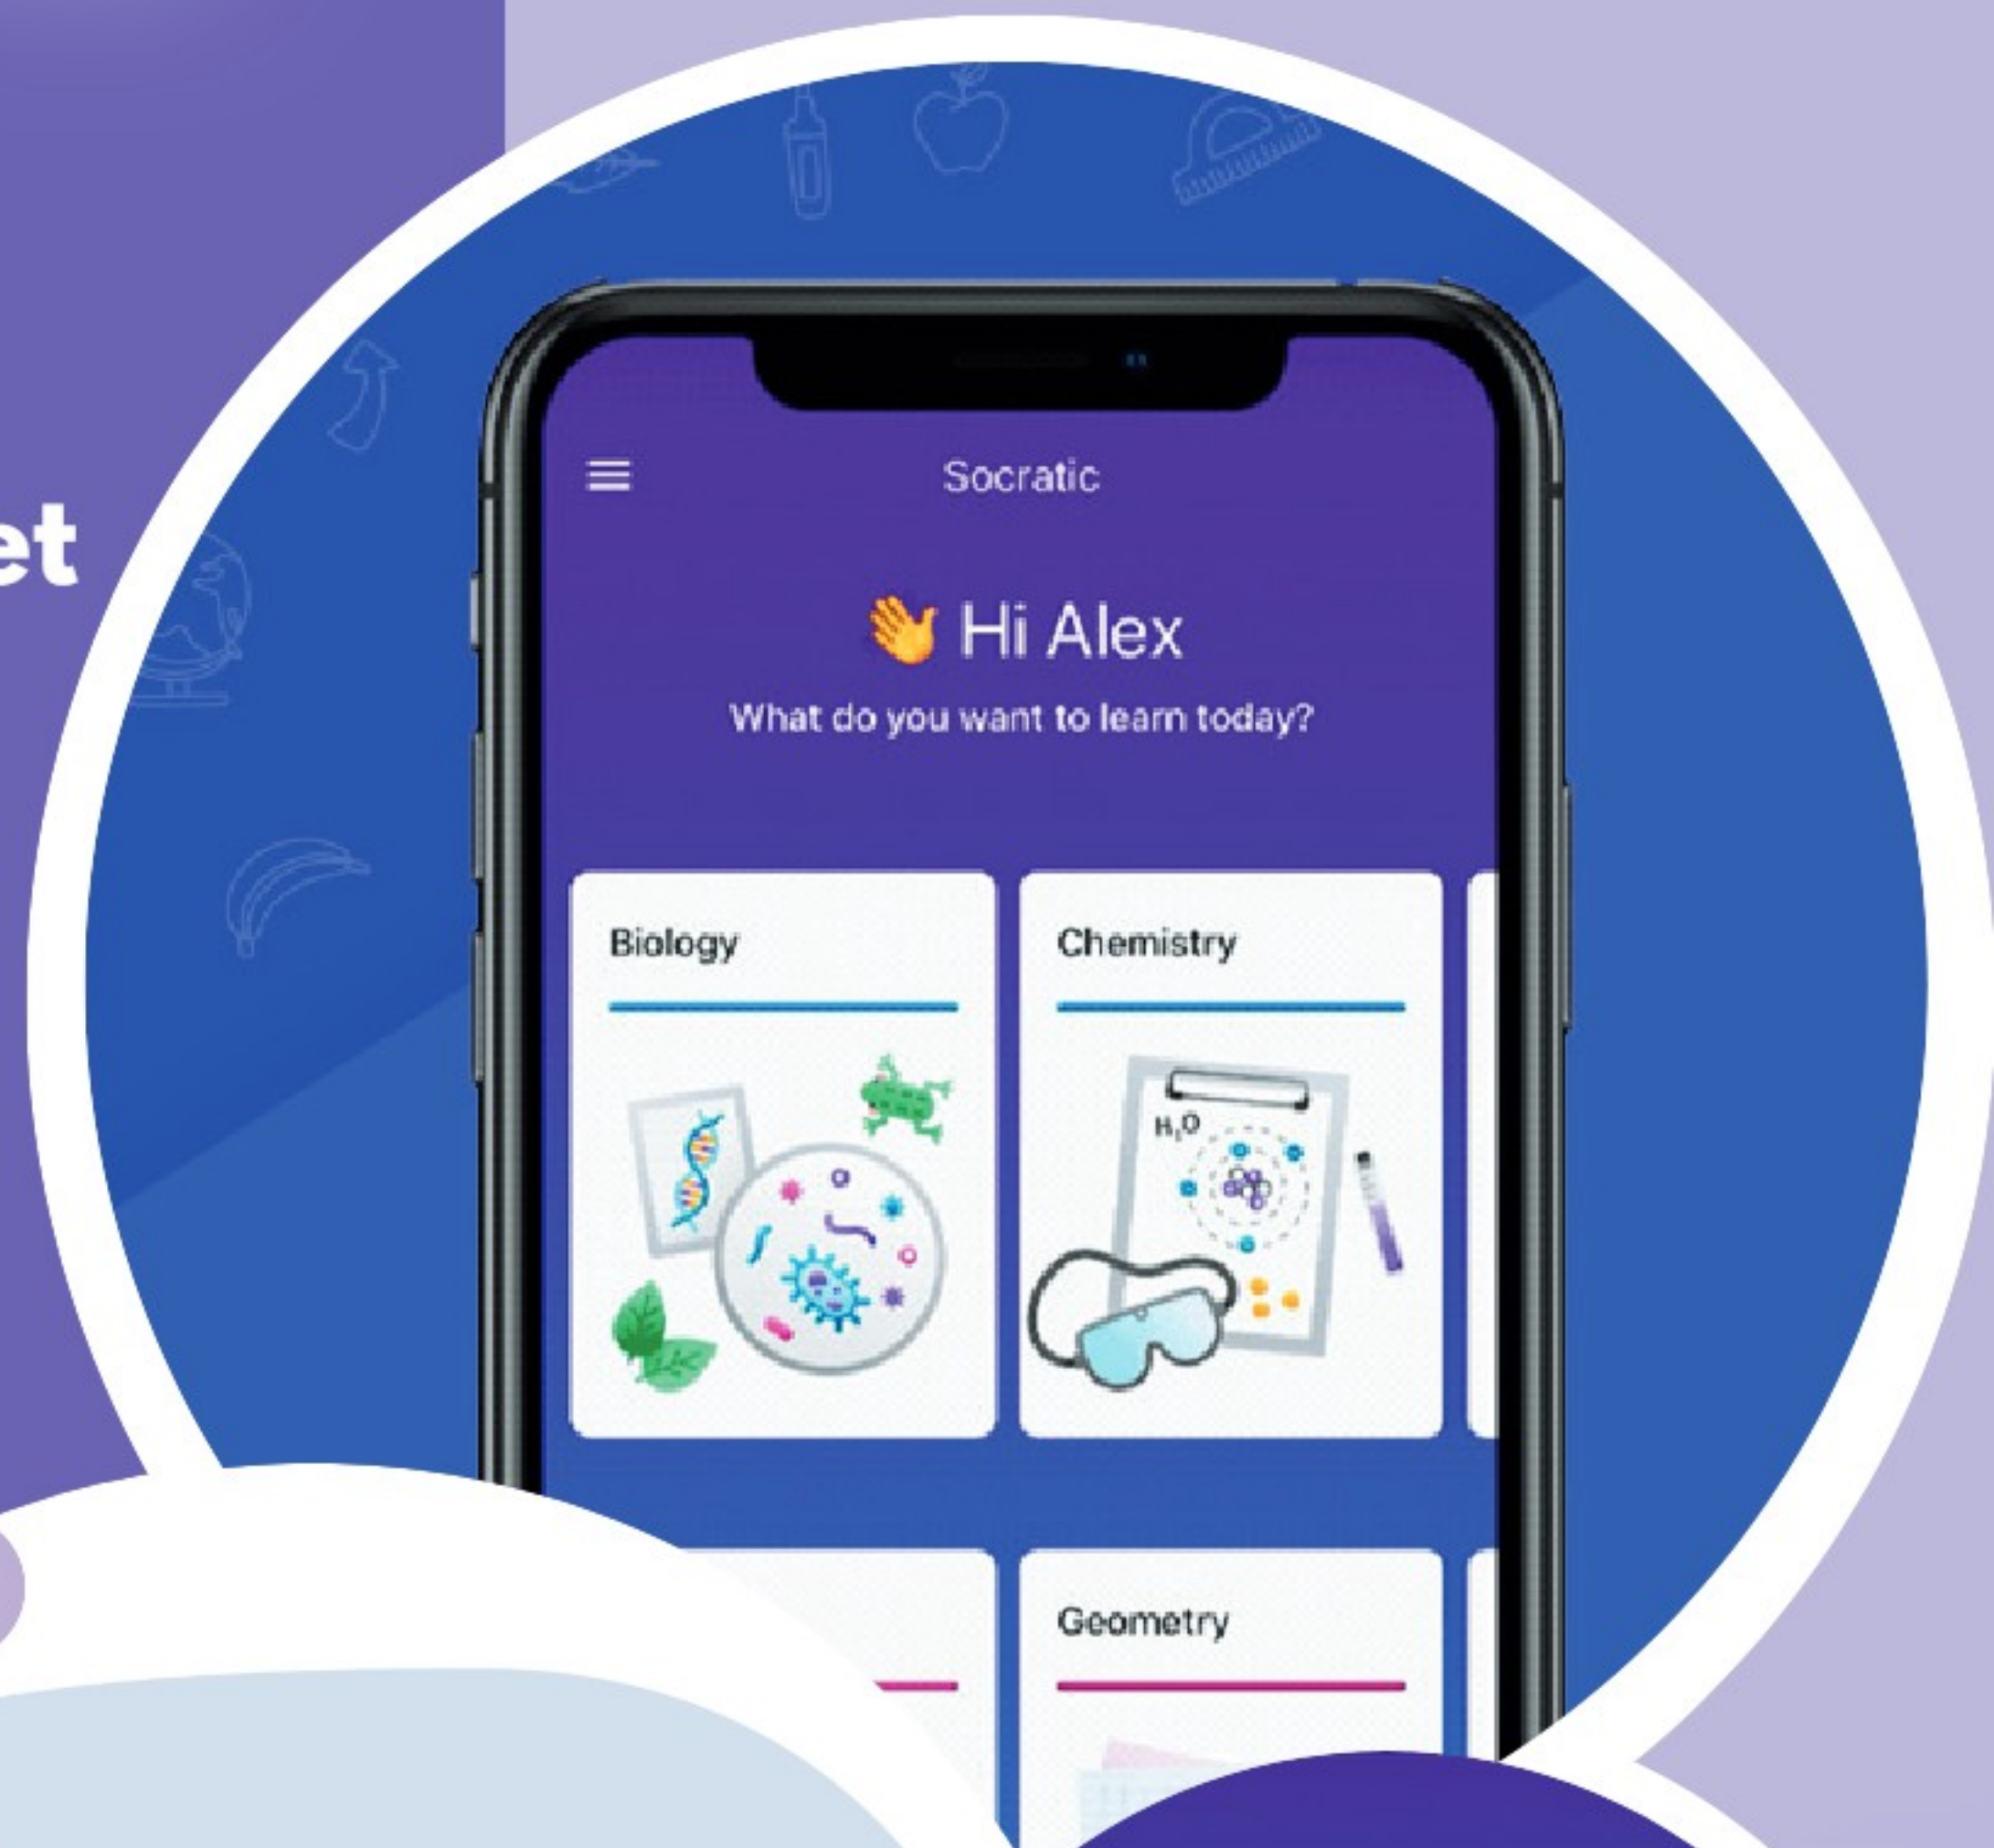 et
Socratic
👋 Hi Alex
What do you want to learn today?
Biology
Chemistry
H₂O
Geometry